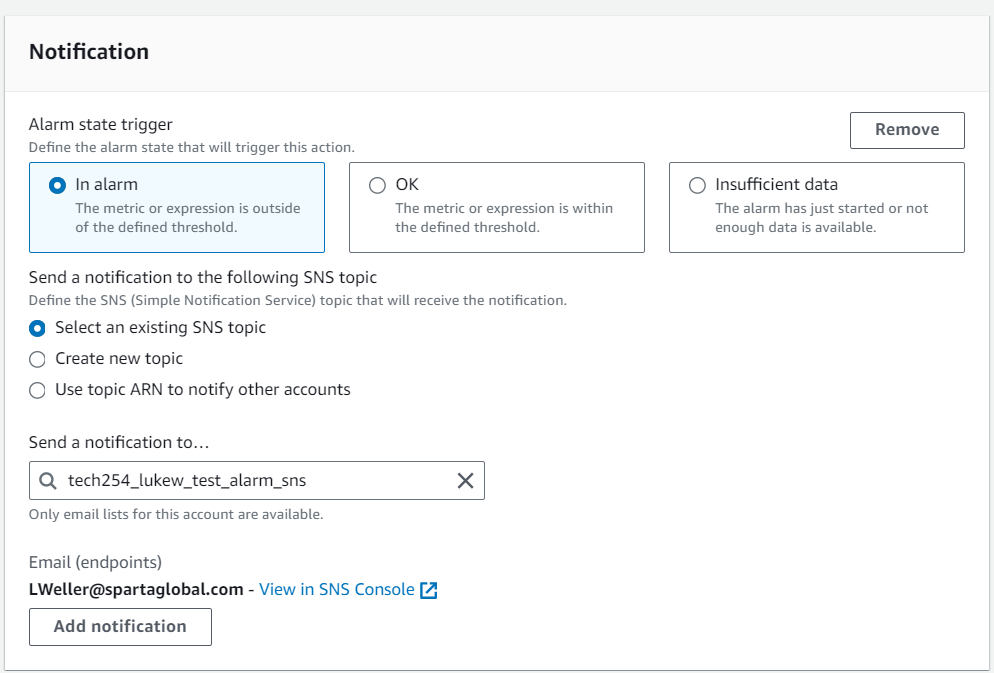 Notification
Alarm state trigger
Define the alarm state that will trigger this action.
Remove
In alarm
The metric or expression is outside
of the defined threshold.
OK
The metric or expression is within
the defined threshold.
Insufficient data
The alarm has just started or not
enough data is available.
Send a notification to the following SNS topic
Define the SNS (Simple Notification Service) topic that will receive the notification.
Select an existing SNS topic
Create new topic
Use topic ARN to notify other accounts
Send a notification to…
tech254_lukew_test_alarm_sns
Only email lists for this account are available.
Email (endpoints)
LWeller@spartaglobal.com - View in SNS Console
Add notification